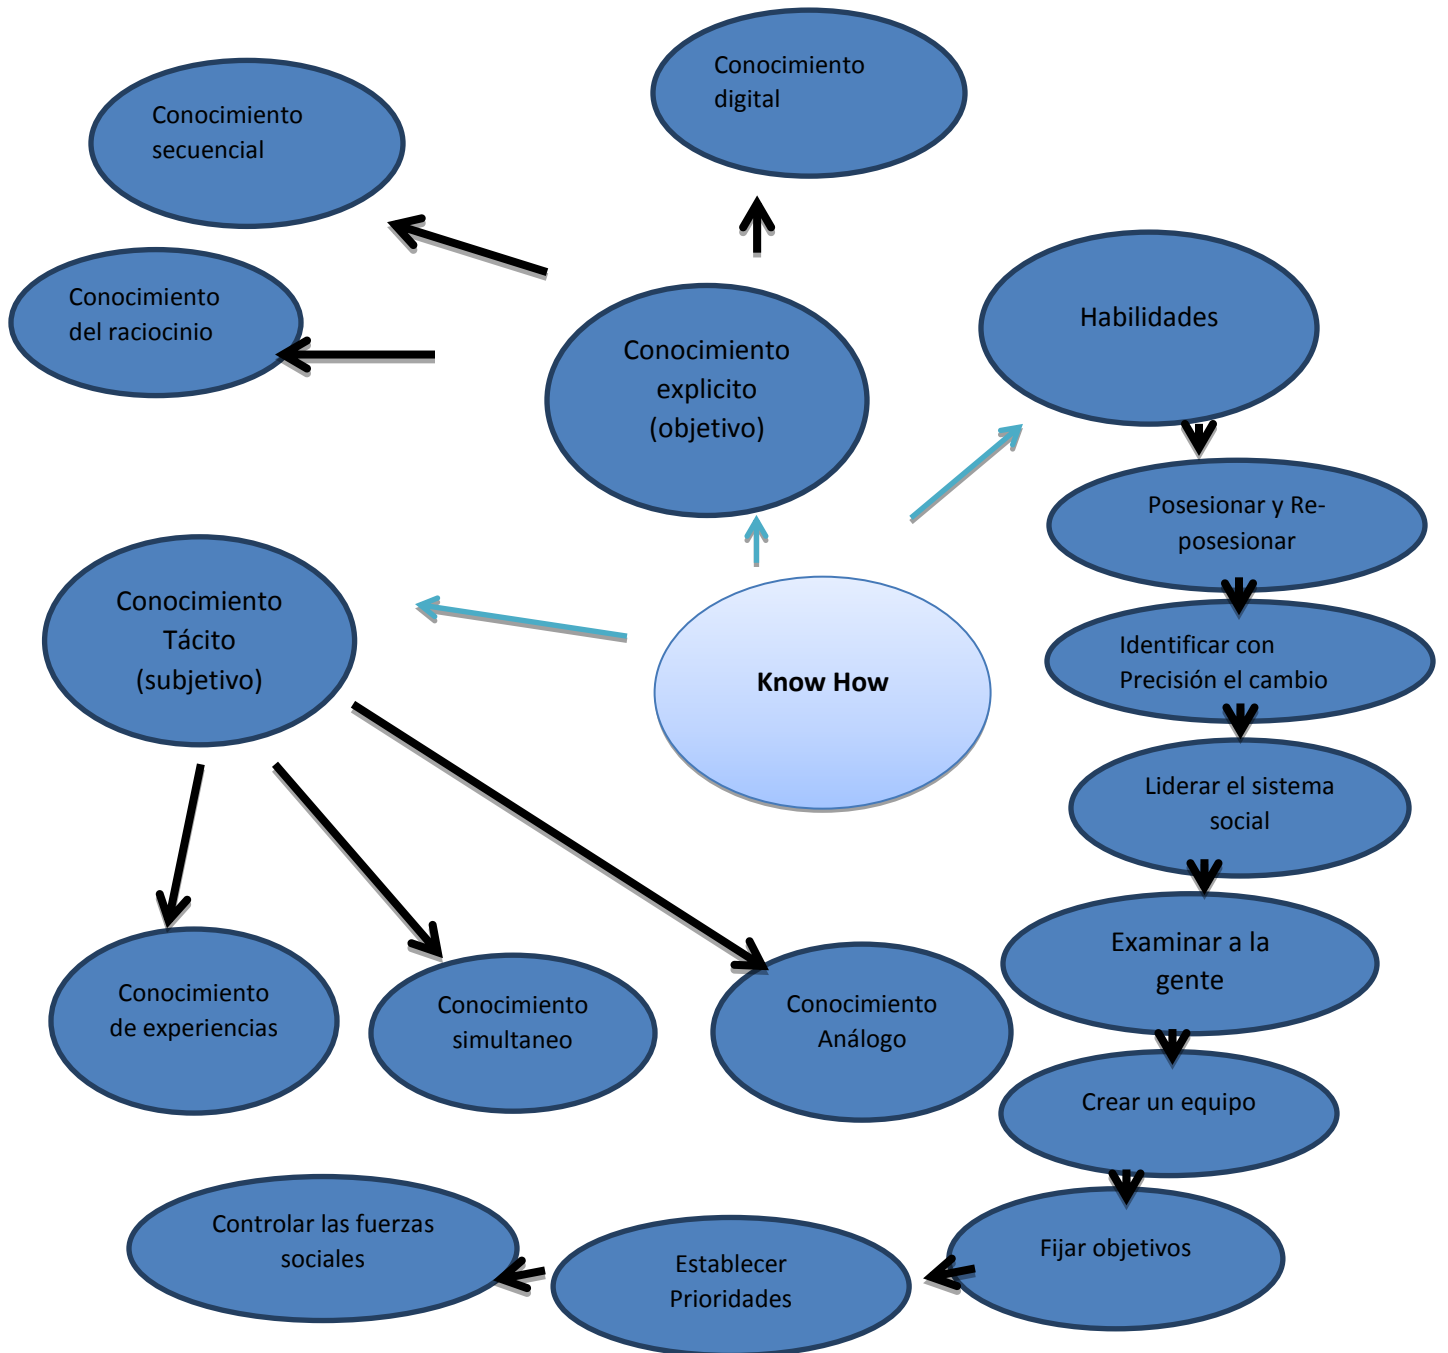 Conocimiento
digital
Conocimiento
secuencial
Conocimiento
del raciocinio
Conocimiento
explicito
(objetivo)
Habilidades
Posesionar y Re-
posesionar
Conocimiento
Tácito
(subjetivo)
Know How
Identificar con
Precisión el cambio
Liderar el sistema
social
Examinar a la
gente
Conocimiento
de experiencias
Conocimiento
simultaneo
Conocimiento
Análogo
Crear un equipo
Fijar objetivos
Establecer
Prioridades
Controlar las fuerzas
sociales